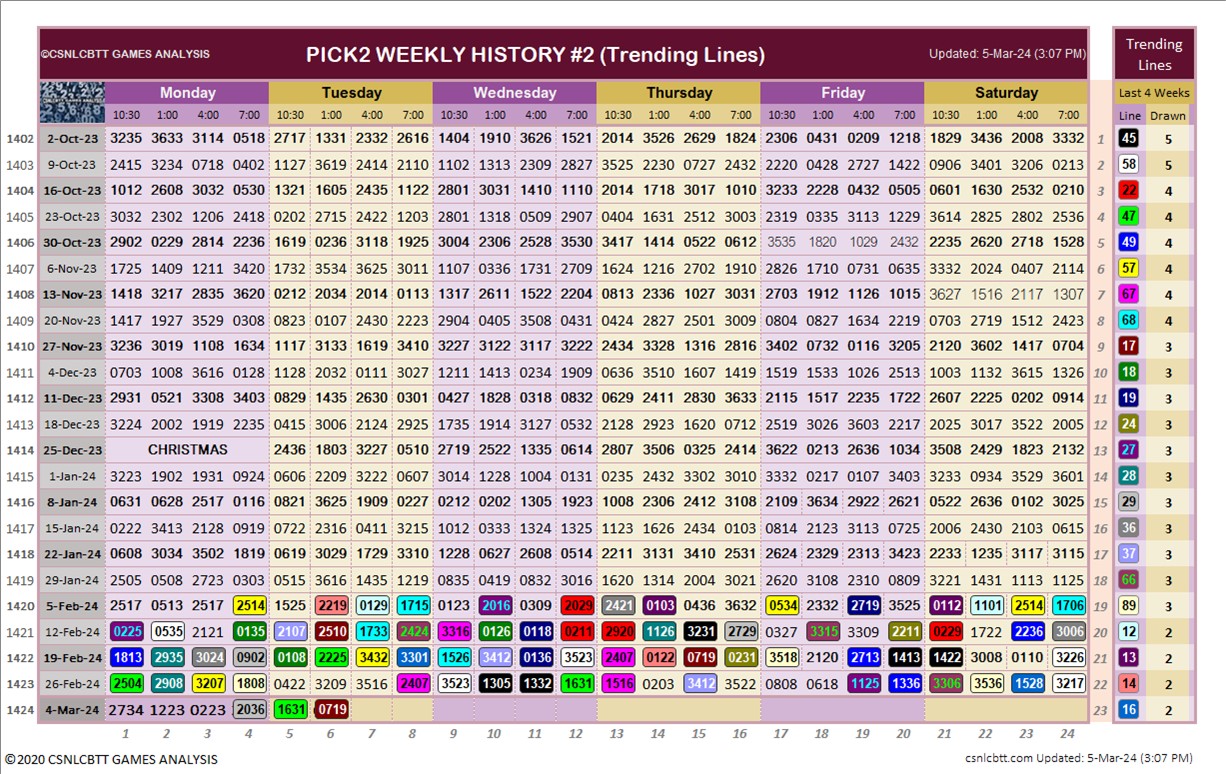 ©CSNLCBTT GAMES ANALYSIS PICK2 WEEKLY HISTORY #2 (Trending Lines) Updated: 5-Mar-24 (3:07 PM)
Trending Lines
Last 4 Weeks
Line Drawn
Monday Tuesday Wednesday Thursday Friday Saturday
10:30 1:00 4:00 7:00 10:30 1:00 4:00 7:00 10:30 1:00 4:00 7:00 10:30 1:00 4:00 7:00 10:30 1:00 4:00 7:00 10:30 1:00 4:00 7:00
1402 2-Oct-23 3235 3633 3114 0518 2717 1331 2332 2616 1404 1910 3626 1521 2014 3526 2629 1824 2306 0431 0209 1218 1829 3436 2008 3332 1 45 5
1403 9-Oct-23 2415 3234 0718 0402 1127 3619 2414 2110 1102 1313 2309 2827 3525 2230 0727 2432 2220 0428 2727 1422 0906 3401 3206 0213 2 58 5
1404 16-Oct-23 1012 2608 3032 0530 1321 1605 2435 1122 2801 3031 1410 1110 2014 1718 3017 1010 3233 2228 0432 0505 0601 1630 2532 0210 3 22 4
1405 23-Oct-23 3032 2302 1206 2418 0202 2715 2422 1203 2801 1318 0509 2907 0404 1631 2512 3003 2319 0335 3113 1229 3614 2825 2802 2536 4 47 4
1406 30-Oct-23 2902 0229 2814 2236 1619 0236 3118 1925 3004 2306 2528 3530 3417 1414 0522 0612 3535 1820 1029 2432 2235 2620 2718 1528 5 49 4
1407 6-Nov-23 1725 1409 1211 3420 1732 3534 3625 3011 1107 0336 1731 2709 1624 1216 2702 1910 2826 1710 0731 0635 3332 2024 0407 2114 6 57 4
1408 13-Nov-23 1418 3217 2835 3620 0212 2034 2014 0113 1317 2611 1522 2204 0813 2336 1027 3031 2703 1912 1126 1015 3627 1516 2117 1307 7 67 4
1409 20-Nov-23 1417 1927 3529 0308 0823 0107 2430 2223 2904 0405 3508 0431 0424 2827 2501 3009 0804 0827 1634 2219 0703 2719 1512 2423 8 68 4
1410 27-Nov-23 3236 3019 1108 1634 1117 3133 1619 3410 3227 3122 3117 3222 2434 3328 1316 2816 3402 0732 0116 3205 2120 3602 1417 0704 9 17 3
1411 4-Dec-23 0703 1008 3616 0128 1128 2032 0111 3027 1211 1413 0234 1909 0636 3510 1607 1419 1519 1533 1026 2513 1003 1132 3615 1326 10 18 3
1412 11-Dec-23 2931 0521 3308 3403 0829 1435 2630 0301 0427 1828 0318 0832 0629 2411 2830 3633 2115 1517 2235 1722 2607 2225 0202 0914 11 19 3
1413 18-Dec-23 3224 2002 1919 2235 0415 3006 2124 2925 1735 1914 3127 0532 2128 2923 1620 0712 2519 3026 3603 2217 2025 3017 3522 2005 12 24 3
1414 25-Dec-23 CHRISTMAS 2436 1803 3227 0519 2719 2522 1335 0614 2807 3506 0325 2414 3622 0213 2636 1034 3508 2429 1823 2132 13 27 3
1415 1-Jan-24 3223 1902 1931 0924 0606 2209 3222 0607 3014 1228 1004 0131 0235 2432 3302 3010 3332 0217 0107 3403 3233 0934 3529 3601 14 28 3
1416 8-Jan-24 0631 0628 2517 0116 0821 3625 1909 0227 0212 0202 1305 1923 1008 2306 2412 3108 2109 3634 2922 2621 0522 2636 0102 3025 15 29 3
1417 15-Jan-24 0222 3413 2128 0919 0722 2316 0411 3215 1012 0333 1324 1325 1123 1626 2434 0103 0814 2123 3113 0725 2006 2430 2103 0615 16 36 3
1418 22-Jan-24 0608 3034 3502 1819 0619 3029 1729 3310 1228 0627 2608 0514 2211 3131 3410 2531 2624 2329 2313 3423 2233 1235 3117 3115 17 37 3
1419 29-Jan-24 2505 0508 2723 0303 0515 3616 1435 1219 0835 0419 0832 3016 1620 1314 2004 3021 2620 3108 2310 0809 3221 1431 1113 1125 18 66 3
1420 5-Feb-24 2517 0513 2517 2514 1525 2219 0129 1715 0123 2016 0309 2029 2421 0103 0436 3632 0534 2332 2719 3525 0112 1101 2514 1706 19 89 3
1421 12-Feb-24 0225 0535 2121 0135 2107 2510 1733 2424 3316 0126 0118 0211 2920 1126 3231 2729 0327 3315 3309 2211 0229 1722 2236 3006 20 12 2
1422 19-Feb-24 1813 2935 3024 0902 0108 2225 3432 3301 1526 3412 0136 3523 2407 0122 0719 0231 3518 2120 2713 1413 1422 3008 0110 3226 21 13 2
1423 26-Feb-24 2504 2908 3207 1808 0422 3209 3516 2407 3523 1305 1332 1631 1516 0203 3412 3522 0808 0618 1125 1336 3306 3536 1528 3217 22 14 2
1424 4-Mar-24 2734 1223 0223 2036 1631 0719 23 16 2
1 2 3 4 5 6 7 8 9 10 11 12 13 14 15 16 17 18 19 20 21 22 23 24
©2020 CSNLCBTT GAMES ANALYSIS csnlcbtt.com Updated: 5-Mar-24 (3:07 PM)